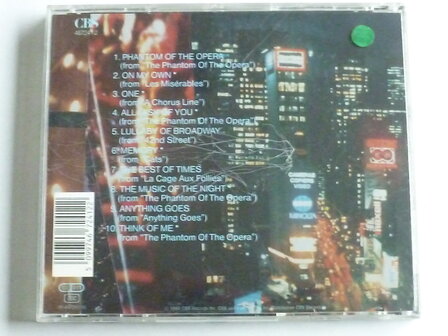 CBS
1. PHANTOM OF THE OPERA
(from "The Phantom Of The Opera")
2. ON MY OWN *
(from "Les Misérables")
3. ONE *
(from "A Chorus Line")
4. ALL I ASK OF YOU *
(from "The Phantom Of The Opera")
5. LULLABY OF BROADWAY
(from "42nd Street")
6. MEMORY *
(from "Cats")
7. THE BEST OF TIMES
(from "La Cage Aux Follies")
8. THE MUSIC OF THE NIGHT *
(from "The Phantom Of The Opera")
9. ANYTHING GOES
(from "Anything Goes")
10. THINK OF ME *
(from "The Phantom Of The Opera")